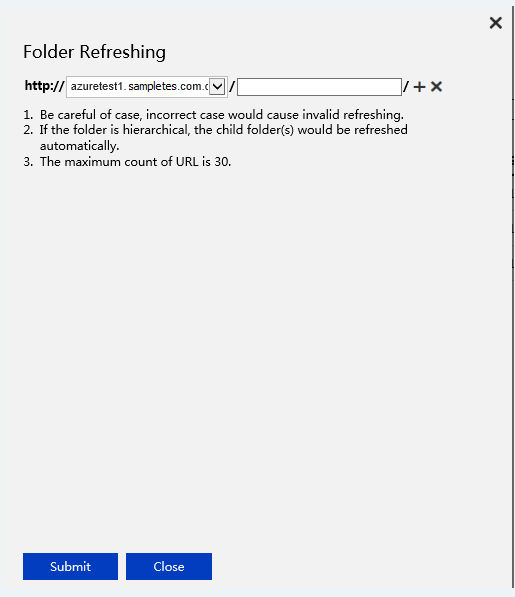 Folder Refreshing
http:// azuretest1.sampletes.com.c / / + ×
1. Be careful of case, incorrect case would cause invalid refreshing.
2. If the folder is hierarchical, the child folder(s) would be refreshed
automatically.
3. The maximum count of URL is 30.
Submit Close